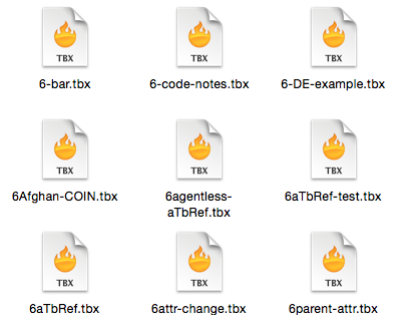 TBX TBX TBX
6-bar.tbx 6-code-notes.tbx 6-DE-example.tbx
TBX TBX TBX
6Afghan-COIN.tbx 6agentless- 6aTbRef-test.tbx
aTbRef.tbx
TBX TBX TBX
6aTbRef.tbx 6attr-change.tbx 6parent-attr.tbx